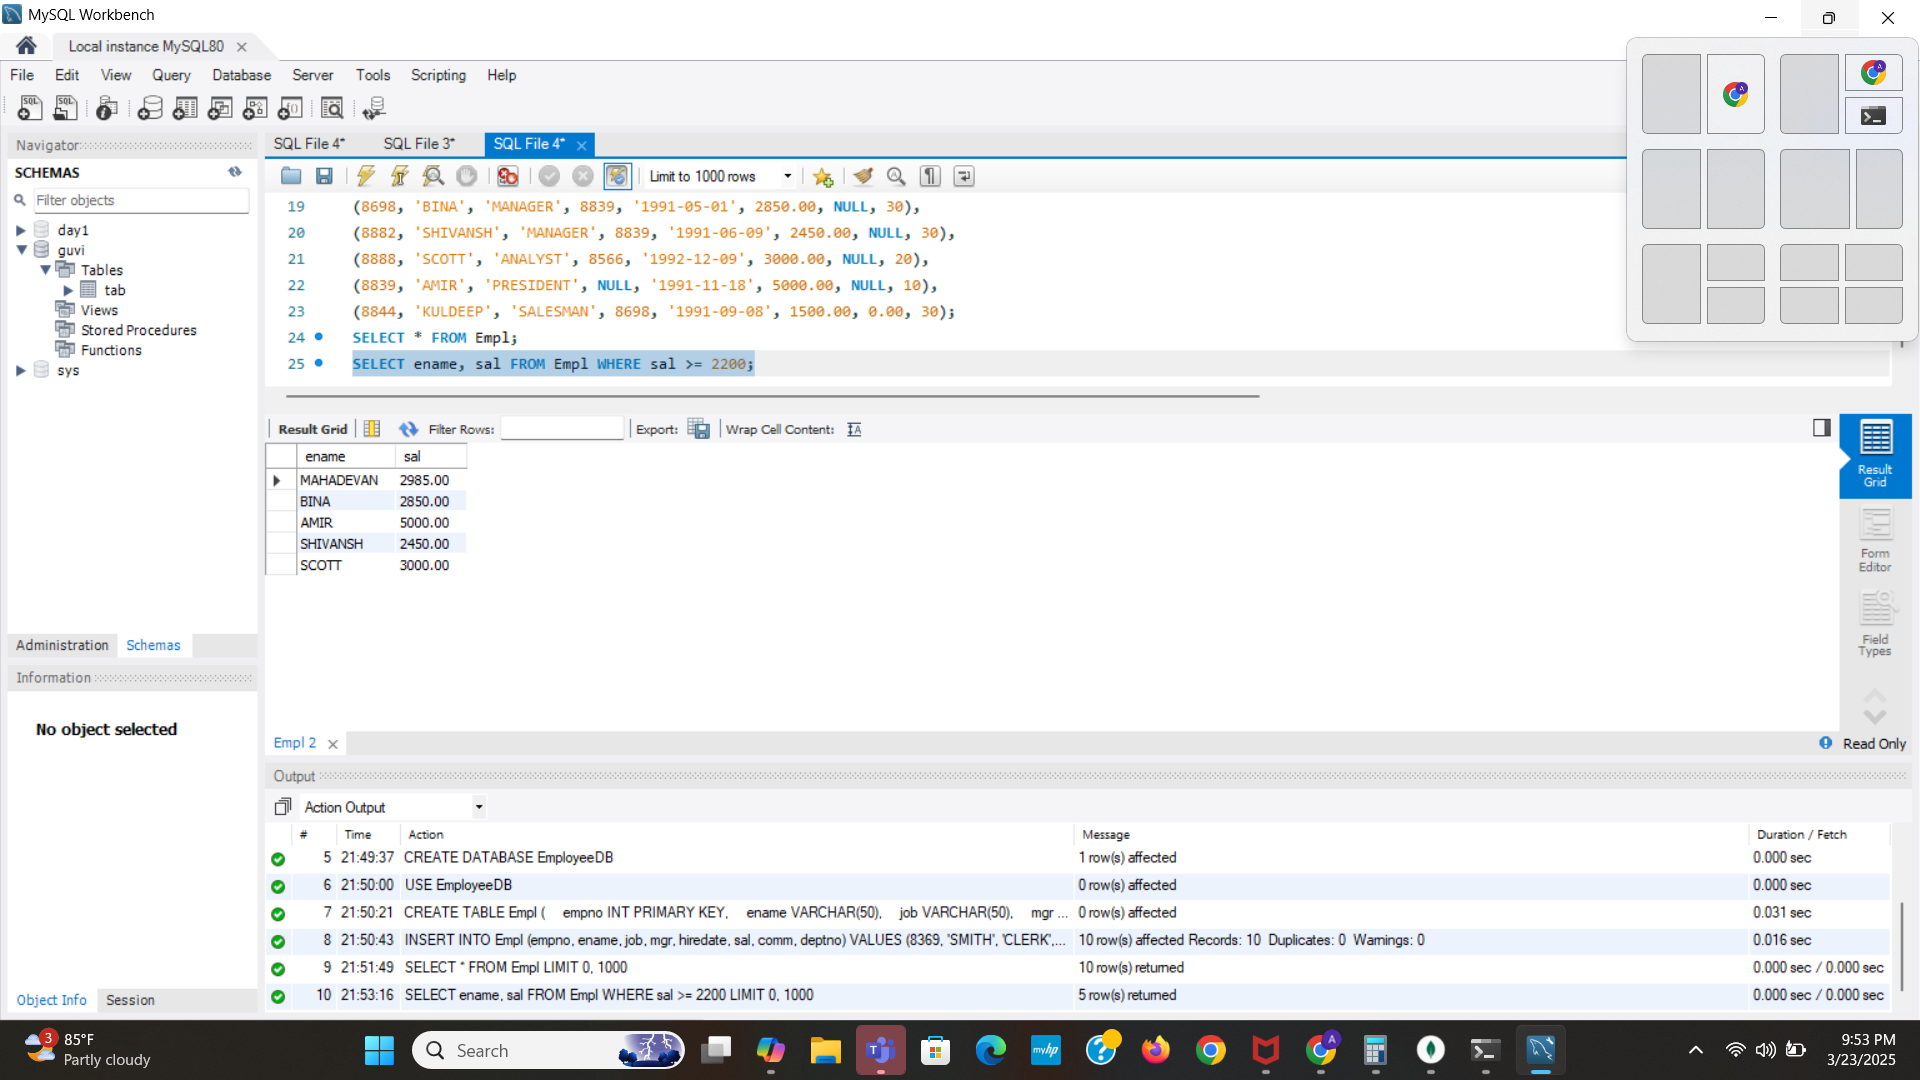 MySQL Workbench
Local instance MySQL80
File Edit View Query Database Server Tools Scripting Help
Navigator
SCHEMAS
Filter objects
day1
guvi
Tables
tab
Views
Stored Procedures
Functions
sys
Administration Schemas
Information
No object selected
Object Info Session
SQL File 4* SQL File 3* SQL File 4*
Limit to 1000 rows
19 (8698, 'BINA', 'MANAGER', 8839, '1991-05-01', 2850.00, NULL, 30),
20 (8882, 'SHIVANSH', 'MANAGER', 8839, '1991-06-09', 2450.00, NULL, 30),
21 (8888, 'SCOTT', 'ANALYST', 8566, '1992-12-09', 3000.00, NULL, 20),
22 (8839, 'AMIR', 'PRESIDENT', NULL, '1991-11-18', 5000.00, NULL, 10),
23 (8844, 'KULDEEP', 'SALESMAN', 8698, '1991-09-08', 1500.00, 0.00, 30);
24 SELECT * FROM Empl;
25 SELECT ename, sal FROM Empl WHERE sal >= 2200;
Result Grid Filter Rows: Export: Wrap Cell Content:
ename sal
MAHADEVAN 2985.00
BINA 2850.00
AMIR 5000.00
SHIVANSH 2450.00
SCOTT 3000.00
Result Grid
Form Editor
Field Types
Empl 2
Read Only
Output
Action Output
# Time Action Message Duration / Fetch
5 21:49:37 CREATE DATABASE EmployeeDB 1 row(s) affected 0.000 sec
6 21:50:00 USE EmployeeDB 0 row(s) affected 0.000 sec
7 21:50:21 CREATE TABLE Empl ( empno INT PRIMARY KEY, ename VARCHAR(50), job VARCHAR(50), mgr ... 0 row(s) affected 0.031 sec
8 21:50:43 INSERT INTO Empl (empno, ename, job, mgr, hiredate, sal, comm, deptno) VALUES (8369, 'SMITH', 'CLERK',... 10 row(s) affected Records: 10 Duplicates: 0 Warnings: 0 0.016 sec
9 21:51:49 SELECT * FROM Empl LIMIT 0, 1000 10 row(s) returned 0.000 sec / 0.000 sec
10 21:53:16 SELECT ename, sal FROM Empl WHERE sal >= 2200 LIMIT 0, 1000 5 row(s) returned 0.000 sec / 0.000 sec
3 85°F
Partly cloudy
Search
myhp
9:53 PM
3/23/2025